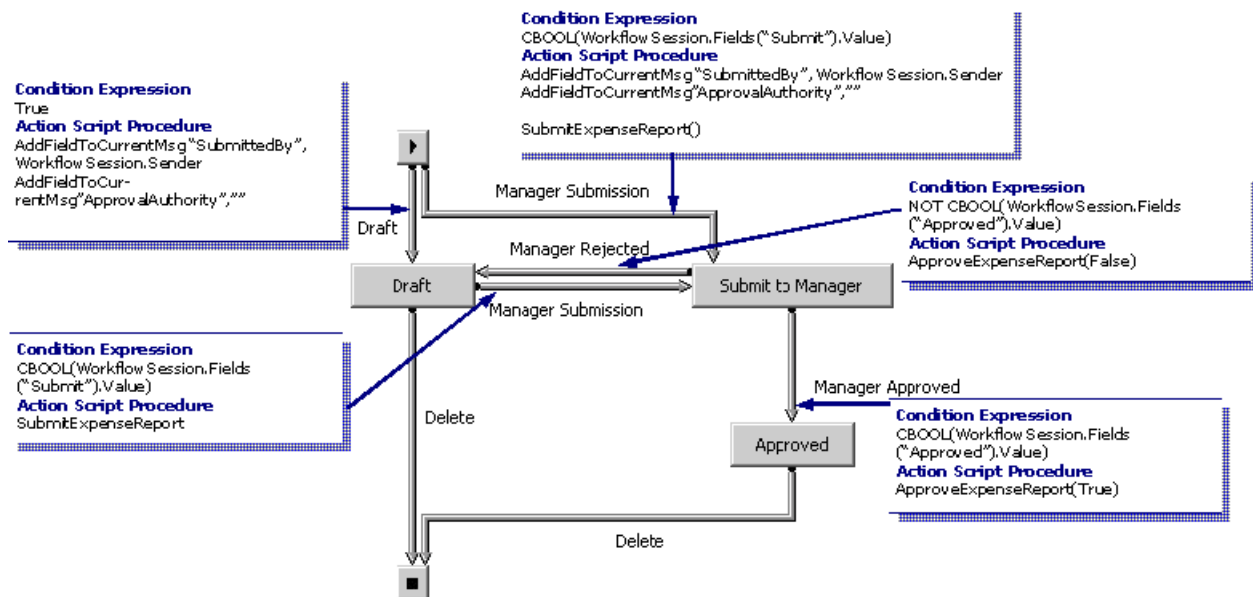 Condition Expression
CBOOL(Workflow Session.Fields(“Submit”).Value)
Action Script Procedure
AddFieldToCurrentMsg“SubmittedBy”, Workflow Session.Sender
AddFieldToCurrentMsg“ApprovalAuthority”,“”
SubmitExpenseReport()
Condition Expression
True
Action Script Procedure
AddFieldToCurrentMsg“SubmittedBy”,
Workflow Session.Sender
AddFieldToCur-
rentMsg“ApprovalAuthority”,“”
Manager Submission
Draft
Condition Expression
NOT CBOOL(WorkflowSession.Fields
(“Approved”).Value)
Action Script Procedure
ApproveExpenseReport(False)
Manager Rejected
Draft
Submit to Manager
Manager Submission
Condition Expression
CBOOL(Workflow Session.Fields
(“Submit”).Value)
Action Script Procedure
SubmitExpenseReport
Delete
Manager Approved
Approved
Condition Expression
CBOOL(Workflow Session.Fields
(“Approved”).Value)
Action Script Procedure
ApproveExpenseReport(True)
Delete